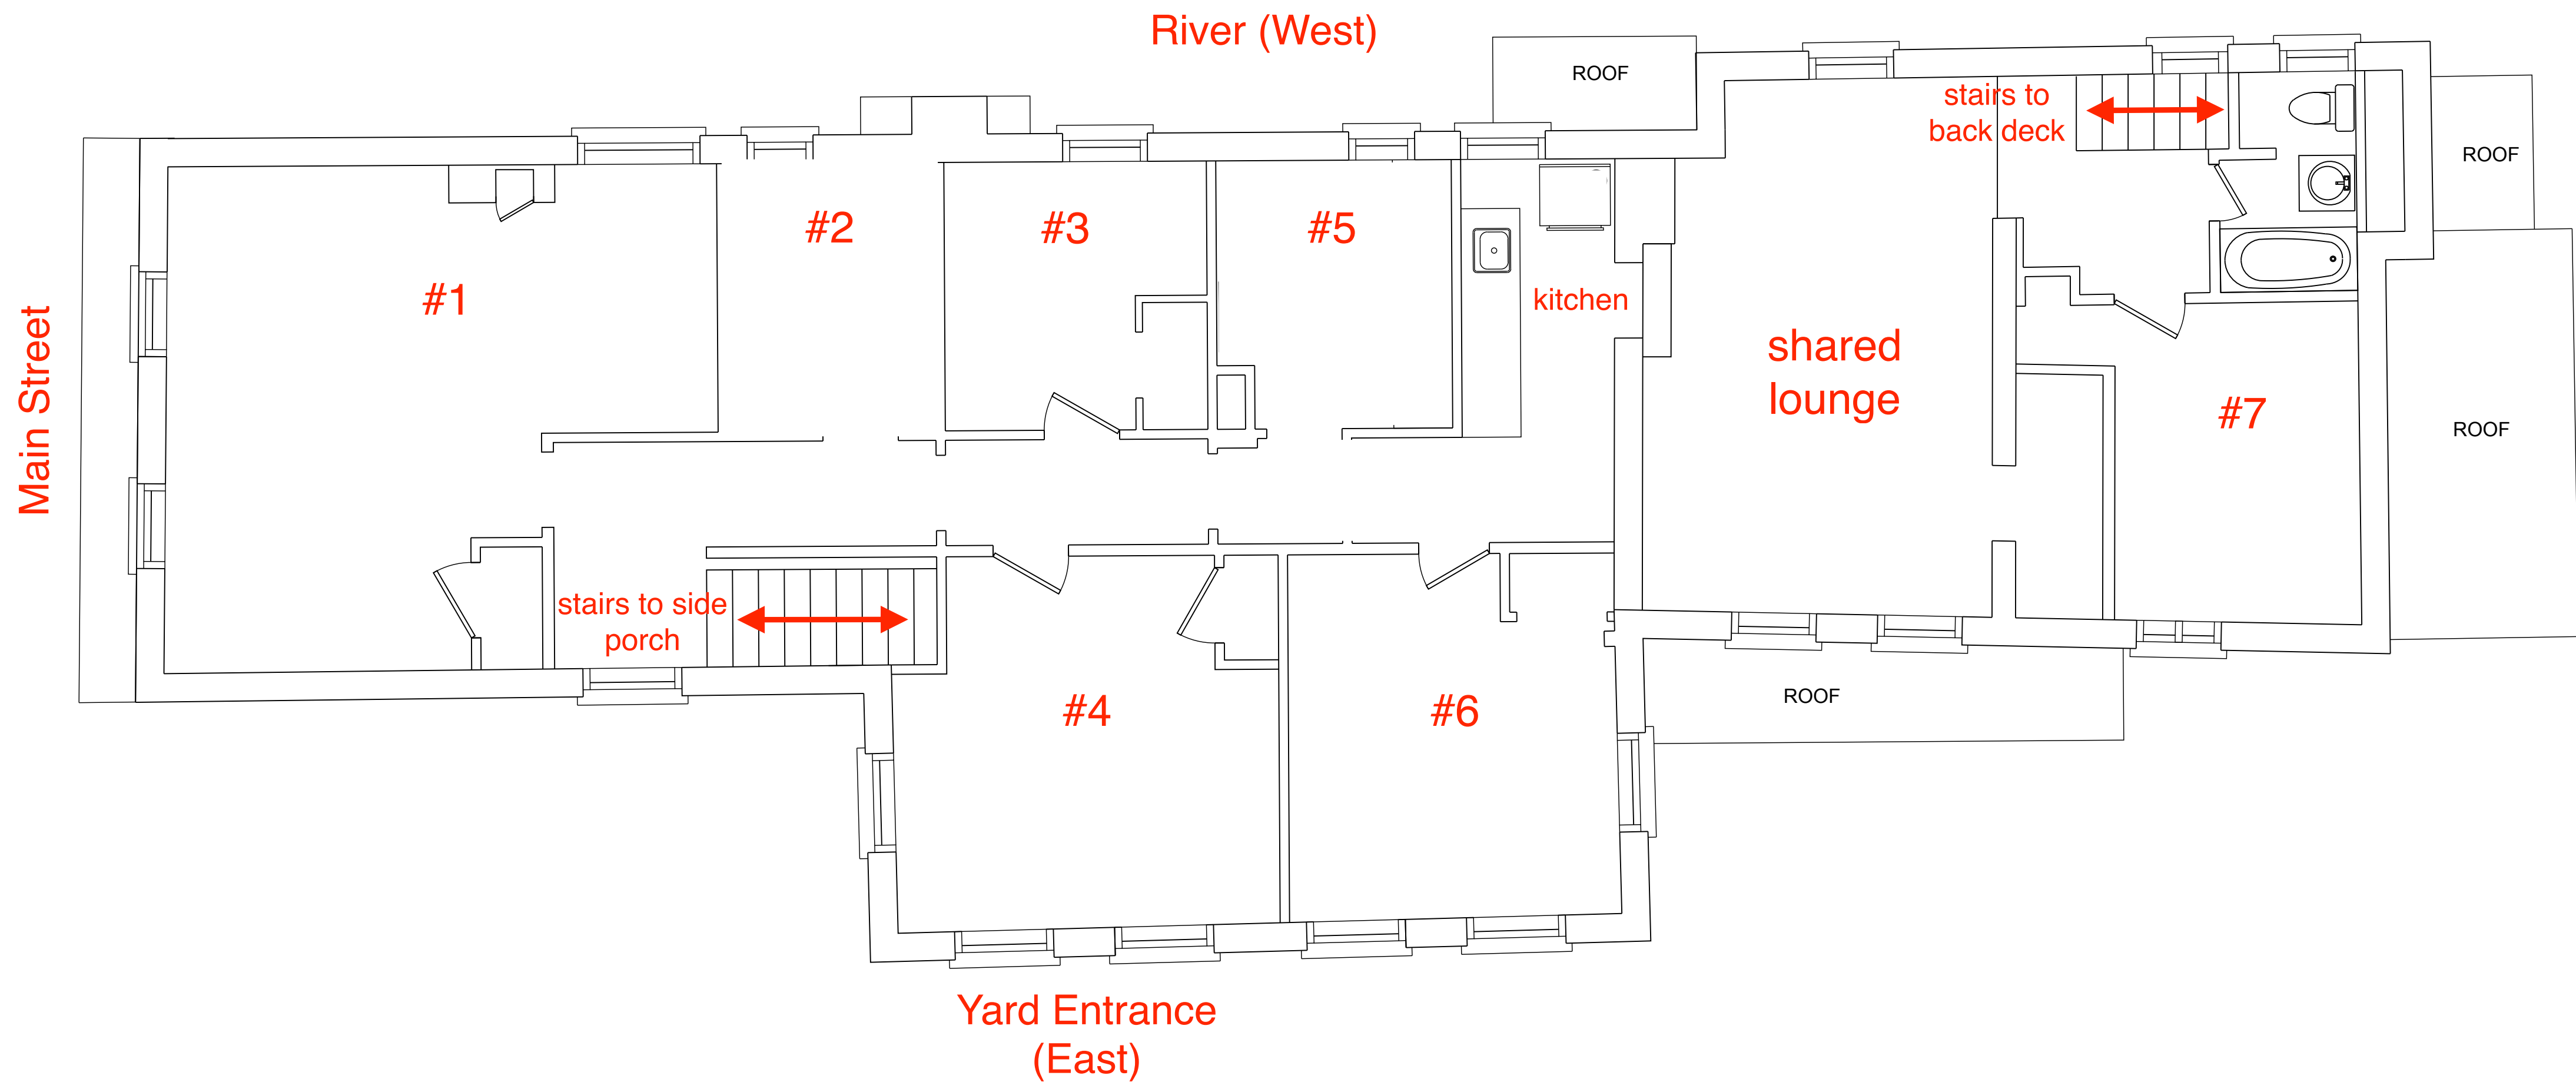 River (West)
ROOF
stairs to
back deck
ROOF
#1
#2
#3
#5
kitchen
Main Street
shared
lounge
#7
ROOF
stairs to side
porch
#4
#6
ROOF
Yard Entrance
(East)